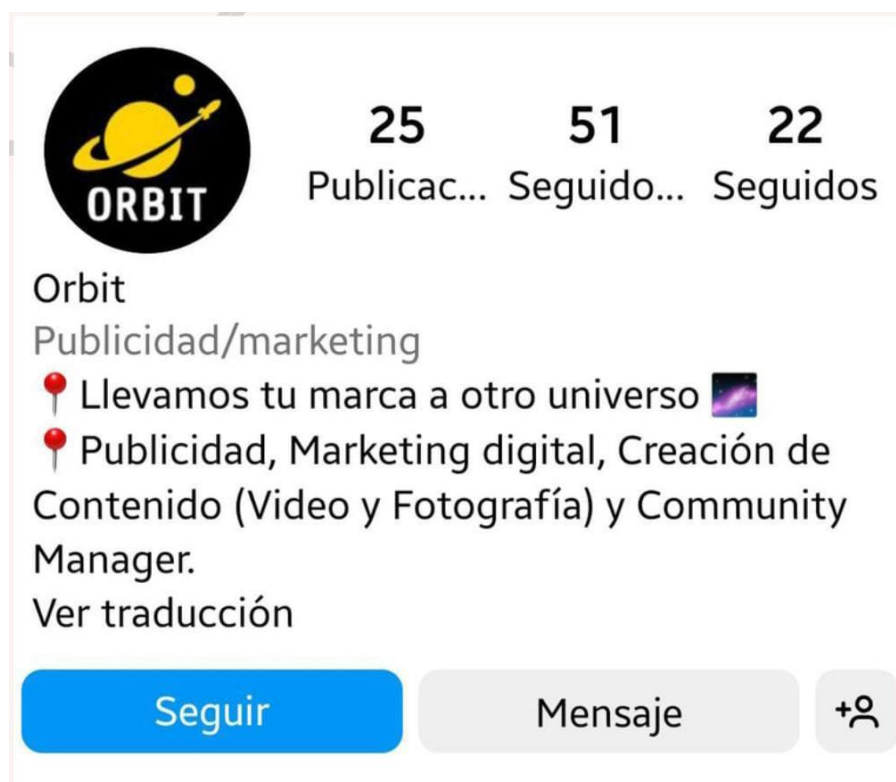 ORBIT
25 51 22
Publicac... Seguido... Seguidos
Orbit
Publicidad/marketing
📍Llevamos tu marca a otro universo 🌌
📍Publicidad, Marketing digital, Creación de
Contenido (Video y Fotografía) y Community
Manager.
Ver traducción
Seguir Mensaje